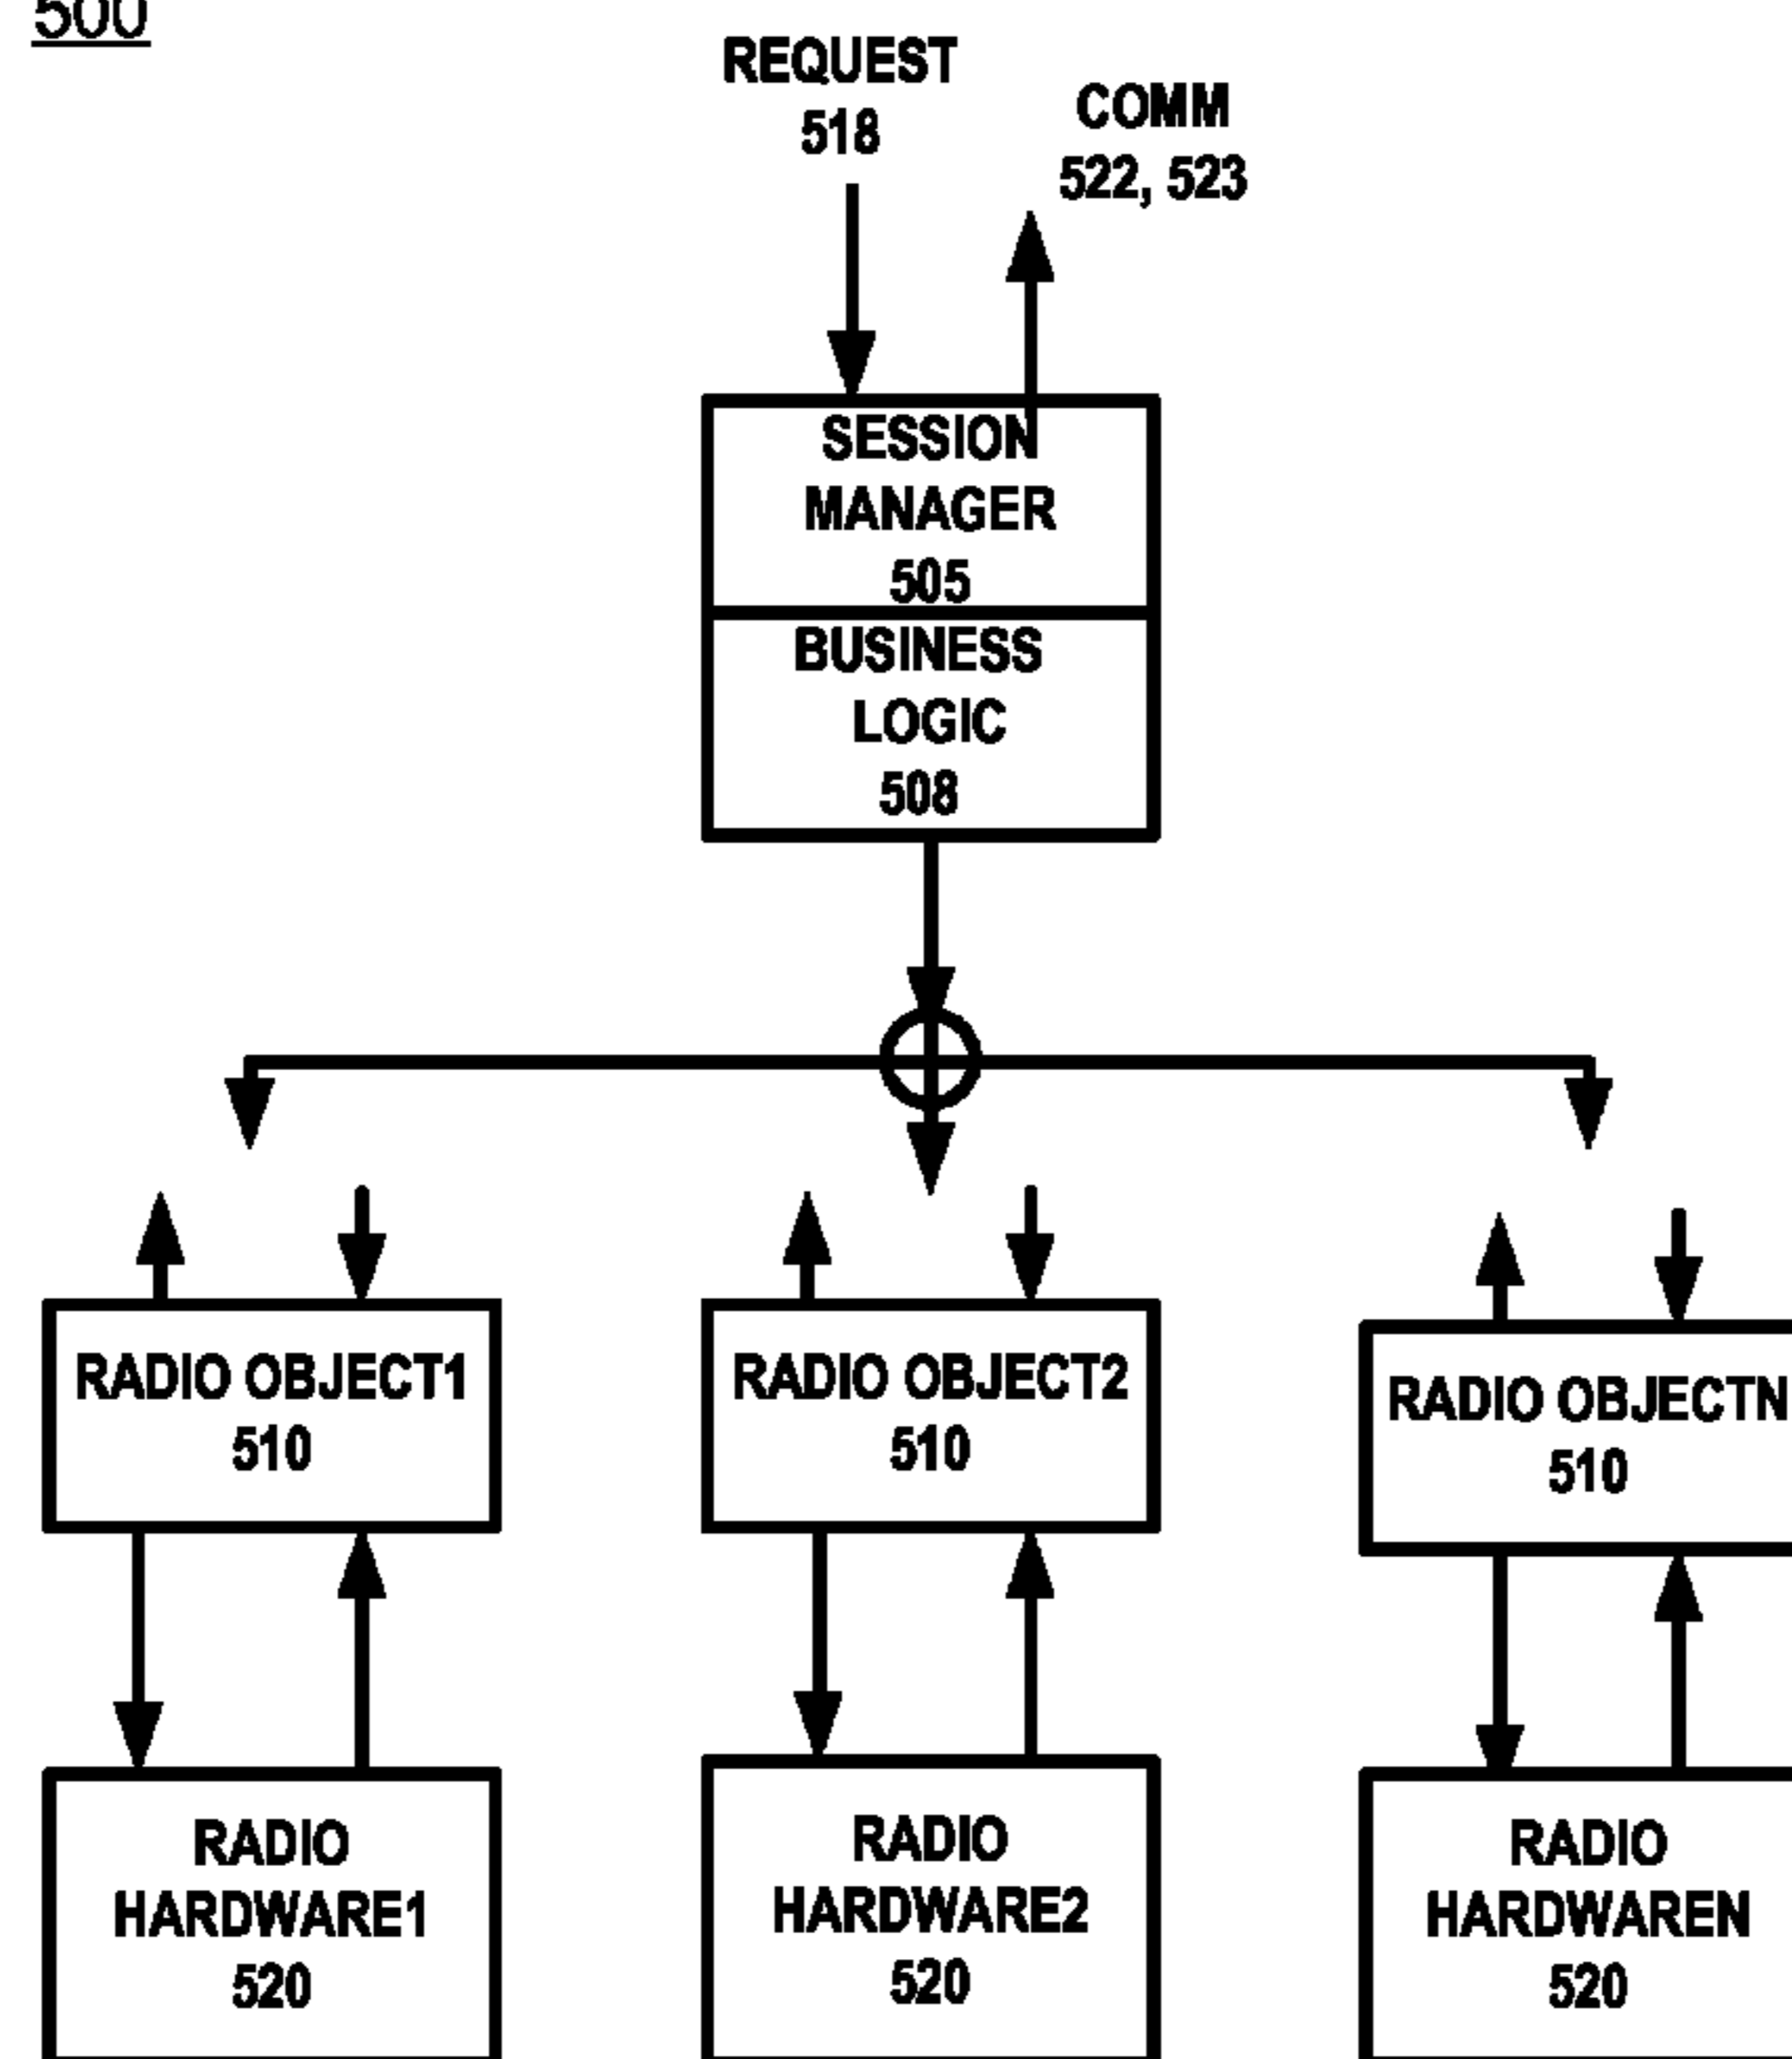 500
REQUEST
518
COMM
522, 523
SESSION
MANAGER
505
BUSINESS
LOGIC
508
RADIO OBJECT1
510
RADIO OBJECT2
510
RADIO OBJECTN
510
RADIO
HARDWARE1
520
RADIO
HARDWARE2
520
RADIO
HARDWAREN
520